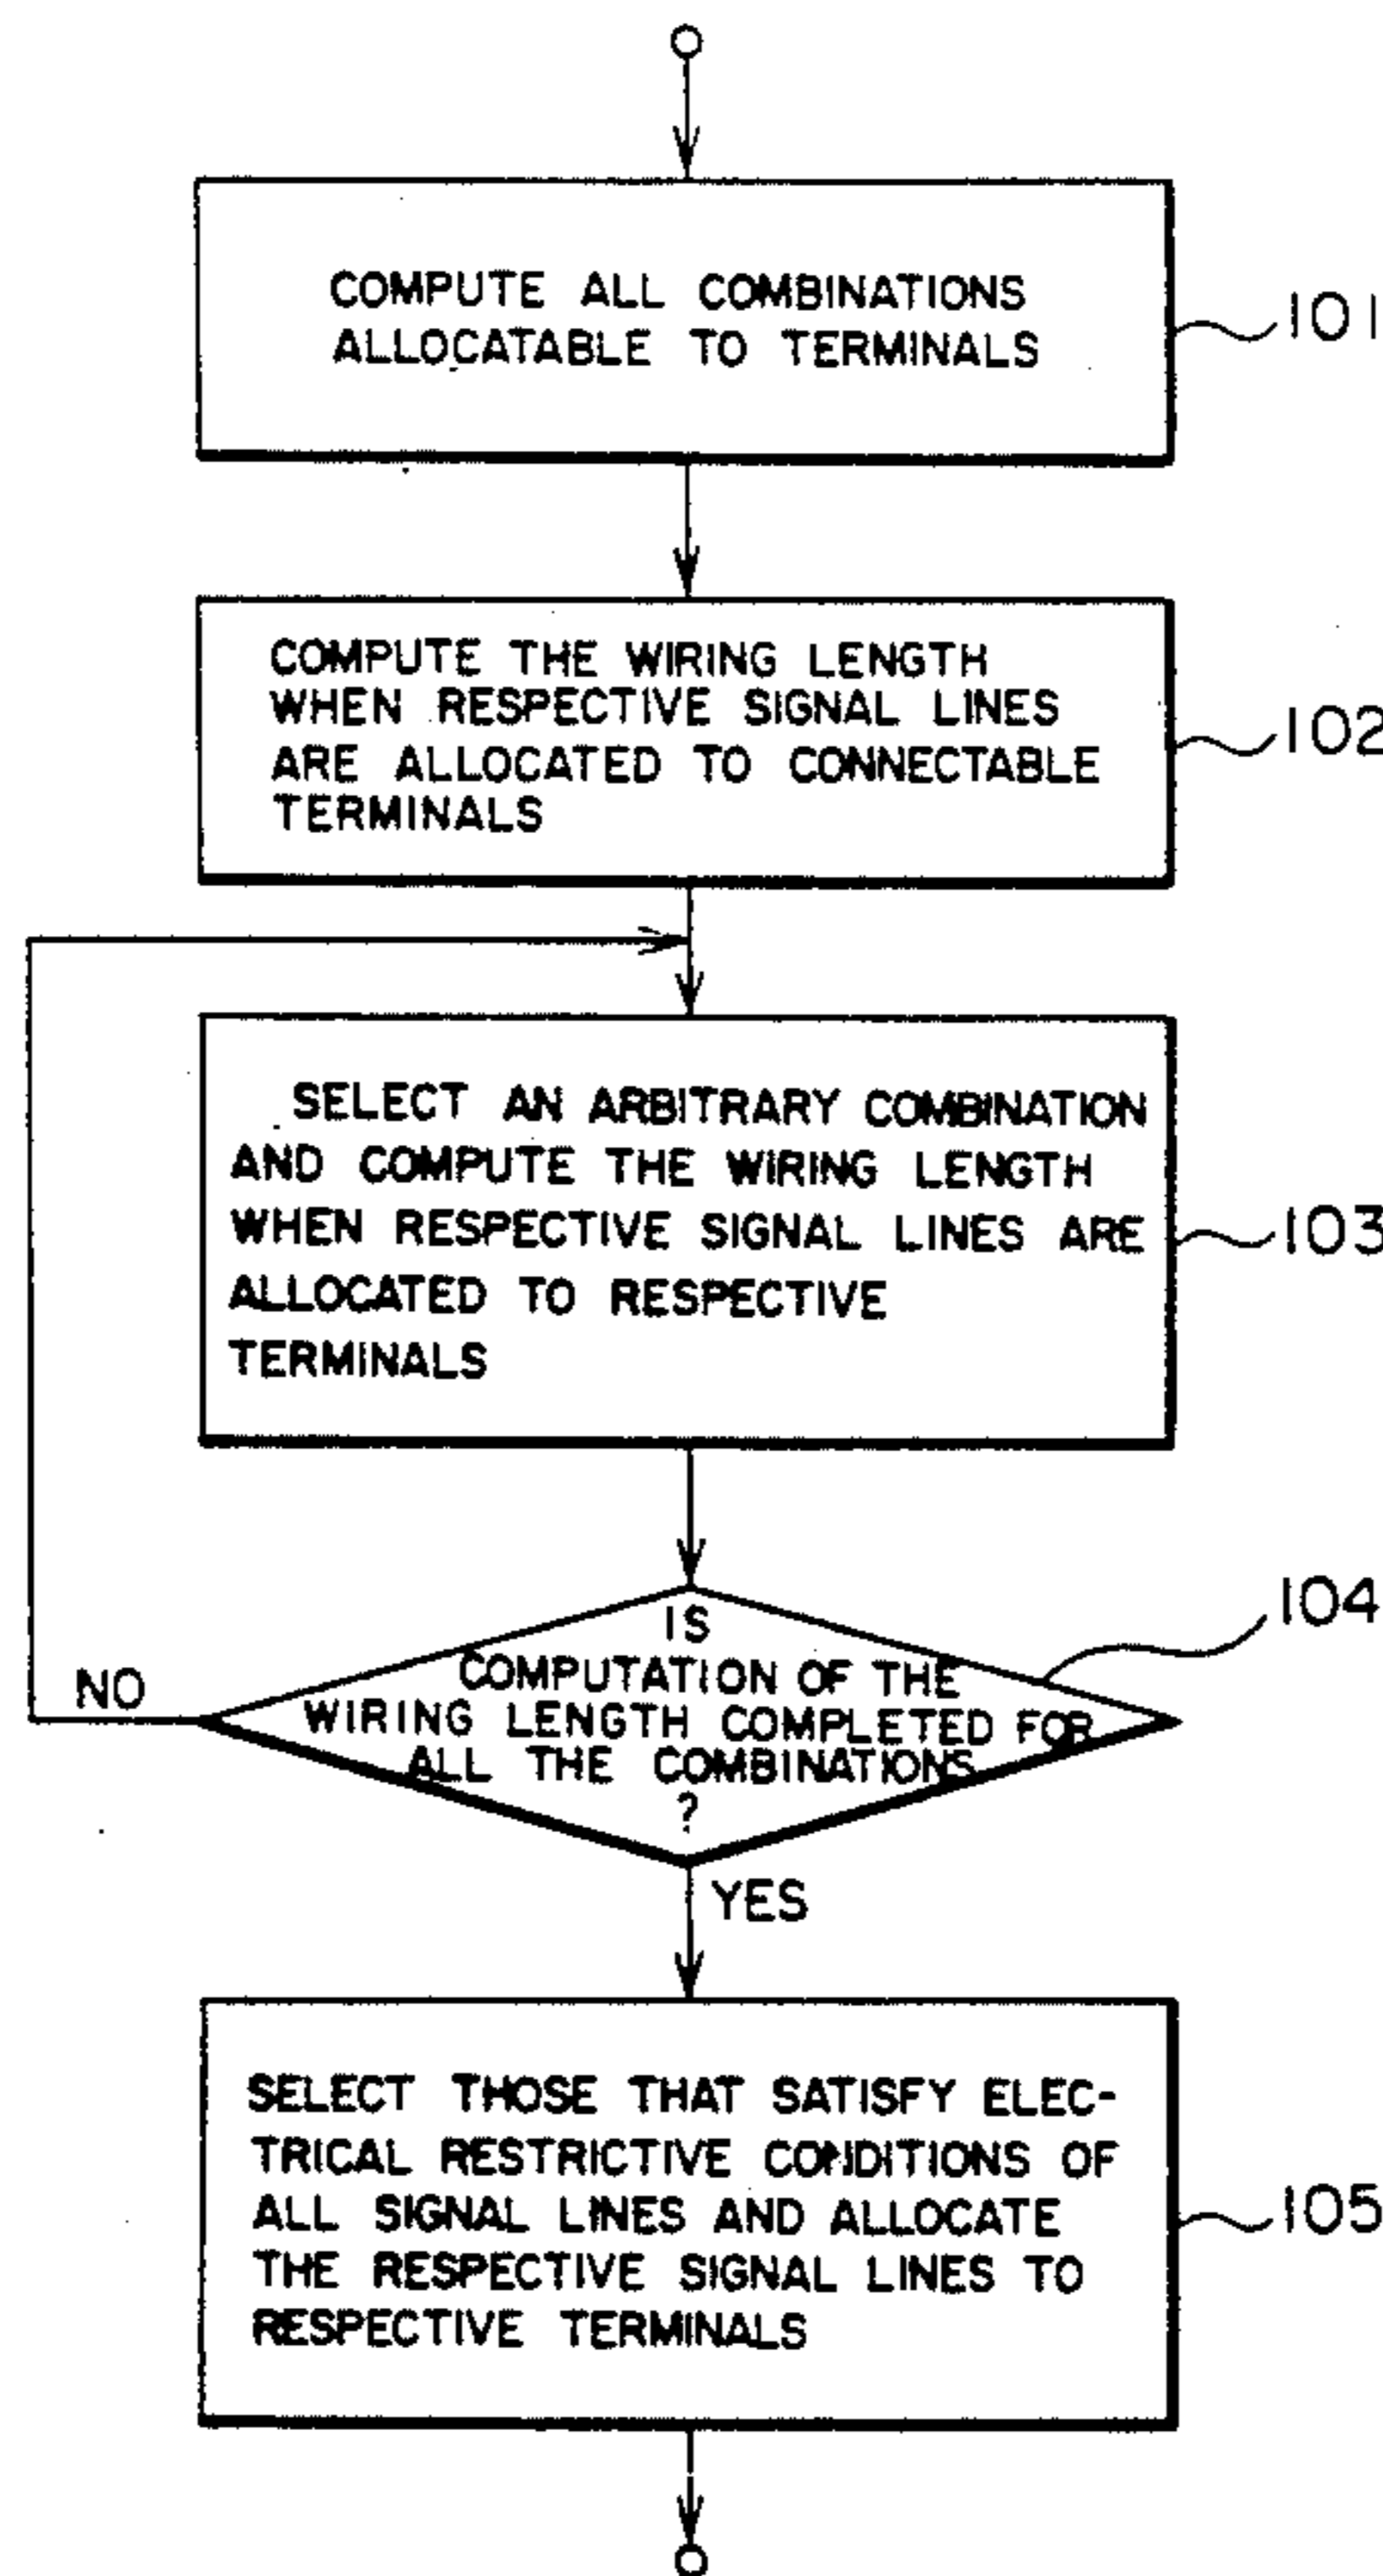 COMPUTE ALL COMBINATIONS
ALLOCATABLE TO TERMINALS
101
COMPUTE THE WIRING LENGTH
WHEN RESPECTIVE SIGNAL LINES
ARE ALLOCATED TO CONNECTABLE
TERMINALS
102
SELECT AN ARBITRARY COMBINATION
AND COMPUTE THE WIRING LENGTH
WHEN RESPECTIVE SIGNAL LINES ARE
ALLOCATED TO RESPECTIVE
TERMINALS
103
IS
COMPUTATION OF THE
WIRING LENGTH COMPLETED FOR
ALL THE COMBINATIONS
?
104
NO
YES
SELECT THOSE THAT SATISFY ELEC-
TRICAL RESTRICTIVE CONDITIONS OF
ALL SIGNAL LINES AND ALLOCATE
THE RESPECTIVE SIGNAL LINES TO
RESPECTIVE TERMINALS
105